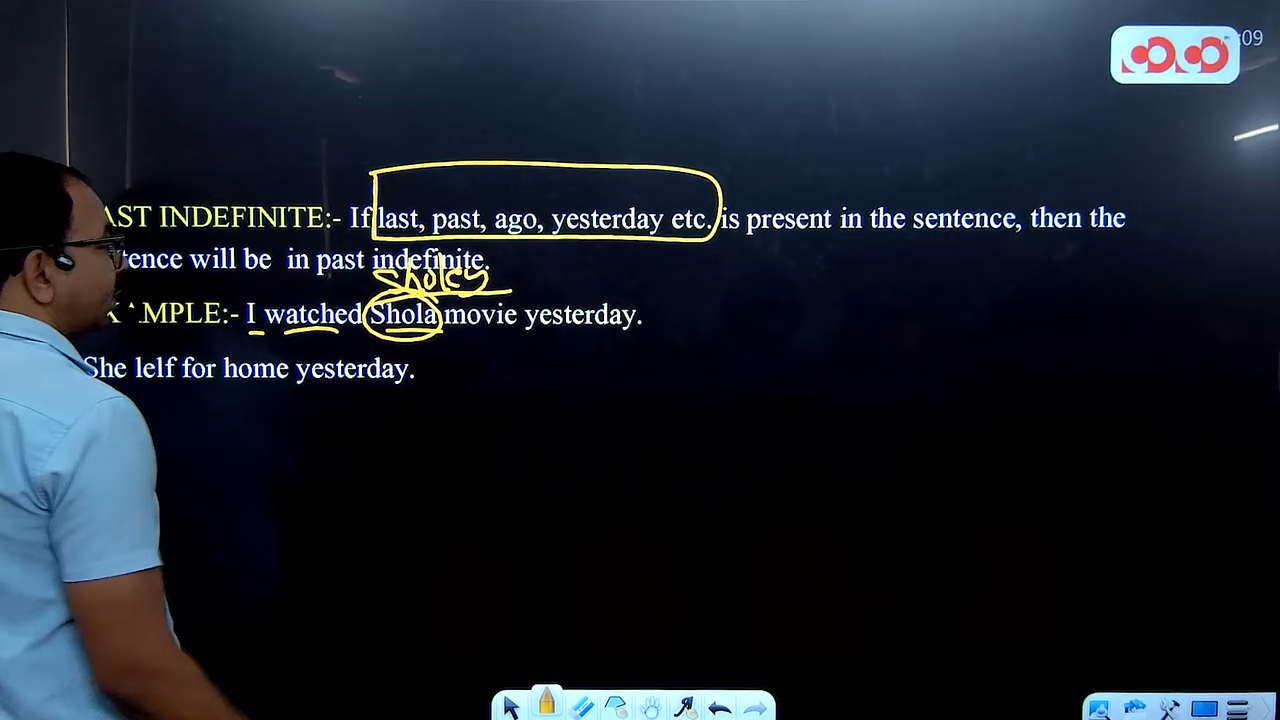 AST INDEFINITE:- If last, past, ago, yesterday etc. is present in the sentence, then the
tence will be in past indefinite.
Sholey
MPLE:- I watched Shola movie yesterday.
She lelf for home yesterday.
:09